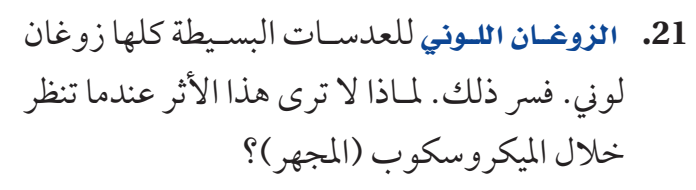 21. الزوغان اللوني للعدسات البسيطة كلها زوغان
لوني. فسر ذلك. لماذا لا ترى هذا الأثر عندما تنظر
خلال الميكروسكوب (المجهر)؟